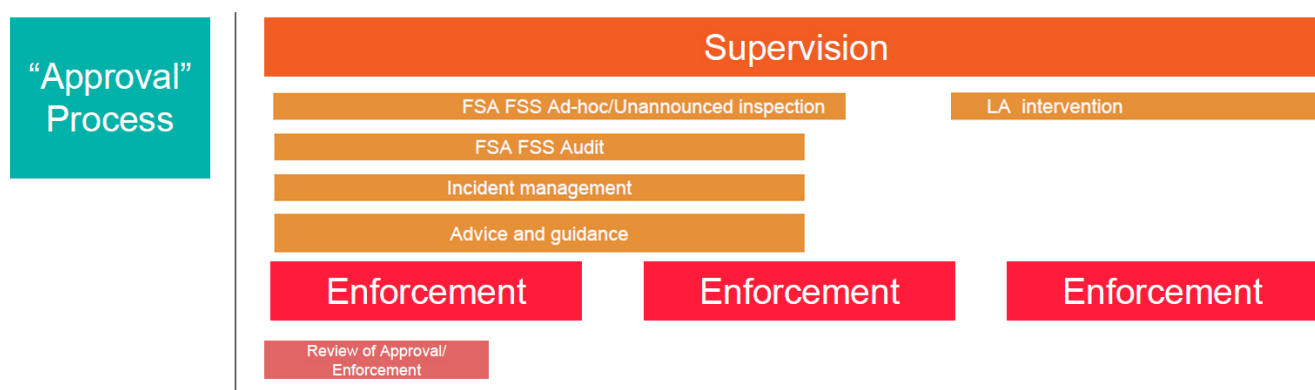 “Approval”
Process
Supervision
FSA FSS Ad-hoc/Unannounced inspection
LA intervention
FSA FSS Audit
Incident management
Advice and guidance
Enforcement
Enforcement
Enforcement
Review of Approval/
Enforcement